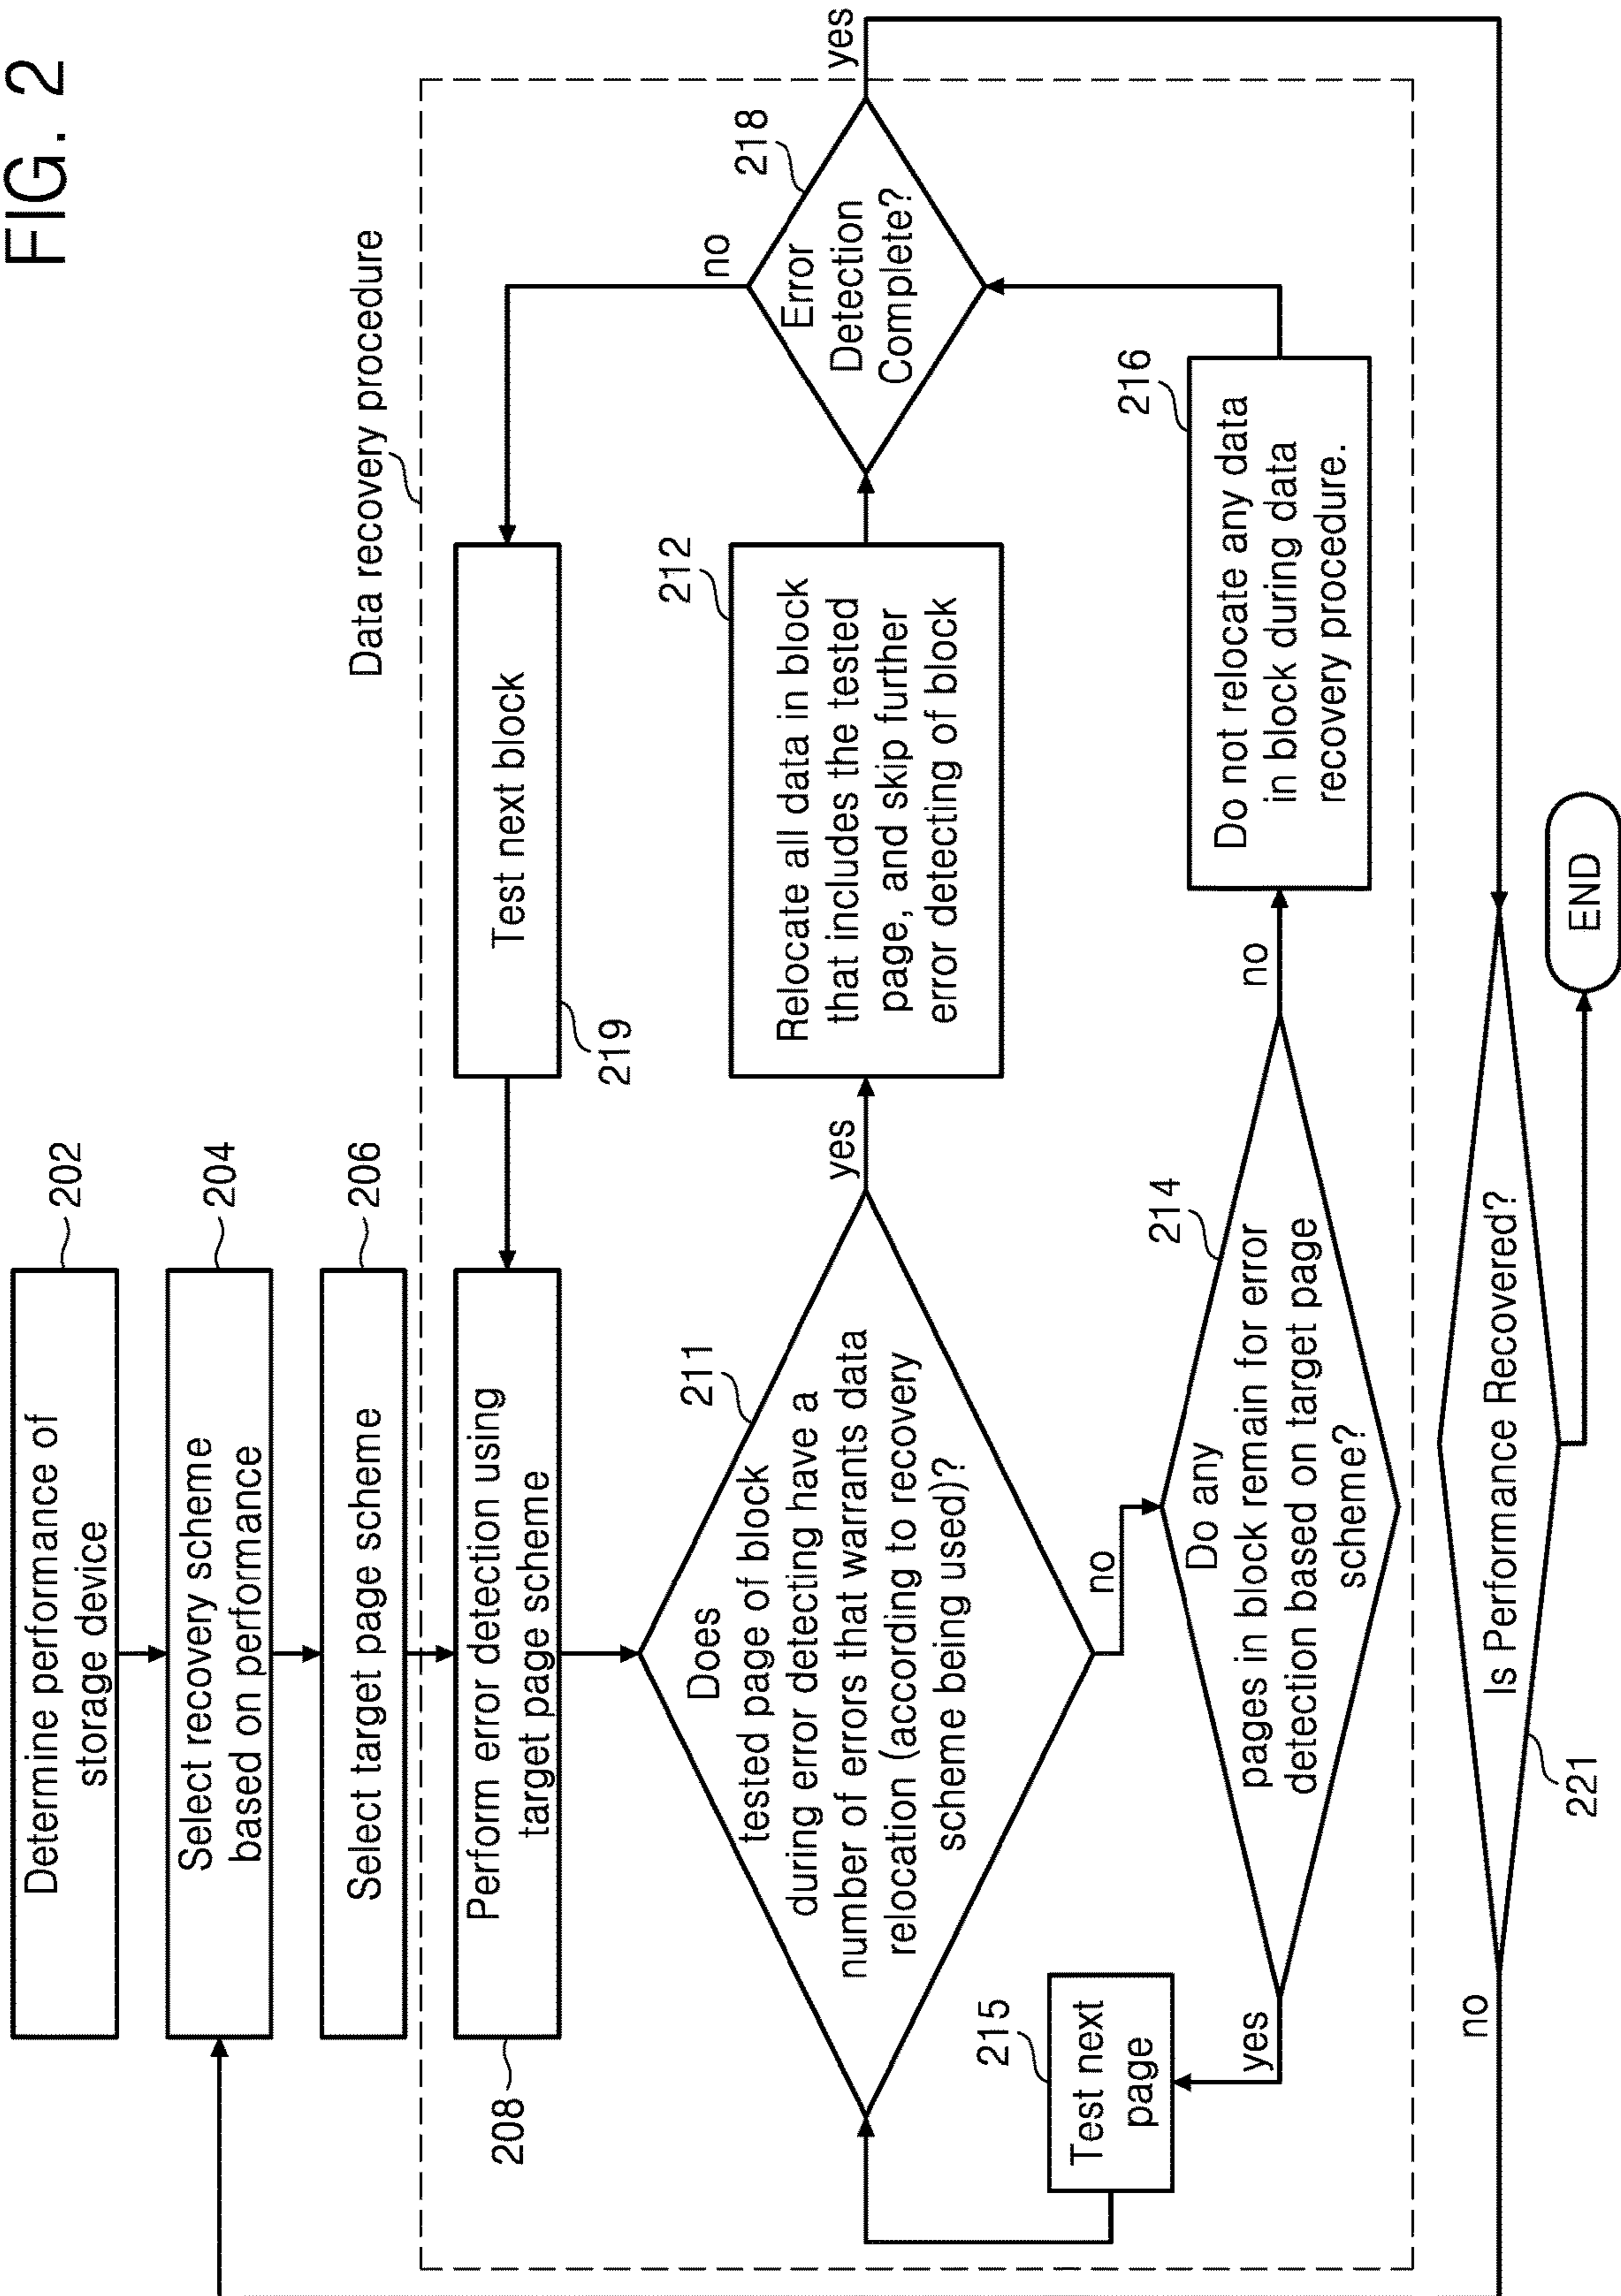 FIG. 2
Determine performance of
storage device
202
Select recovery scheme
based on performance
204
Select target page scheme
206
Data recovery procedure
Perform error detection using
target page scheme
208
Test next block
219
Does
tested page of block
during error detecting have a
number of errors that warrants data
relocation (according to recovery
scheme being used)?
211
yes
no
Relocate all data in block
that includes the tested
page, and skip further
error detecting of block
212
Error
Detection
Complete?
218
no
yes
Test next
page
215
Do any
pages in block remain for error
detection based on target page
scheme?
214
yes
no
Do not relocate any data
in block during data
recovery procedure.
216
Is Performance Recovered?
221
no
END